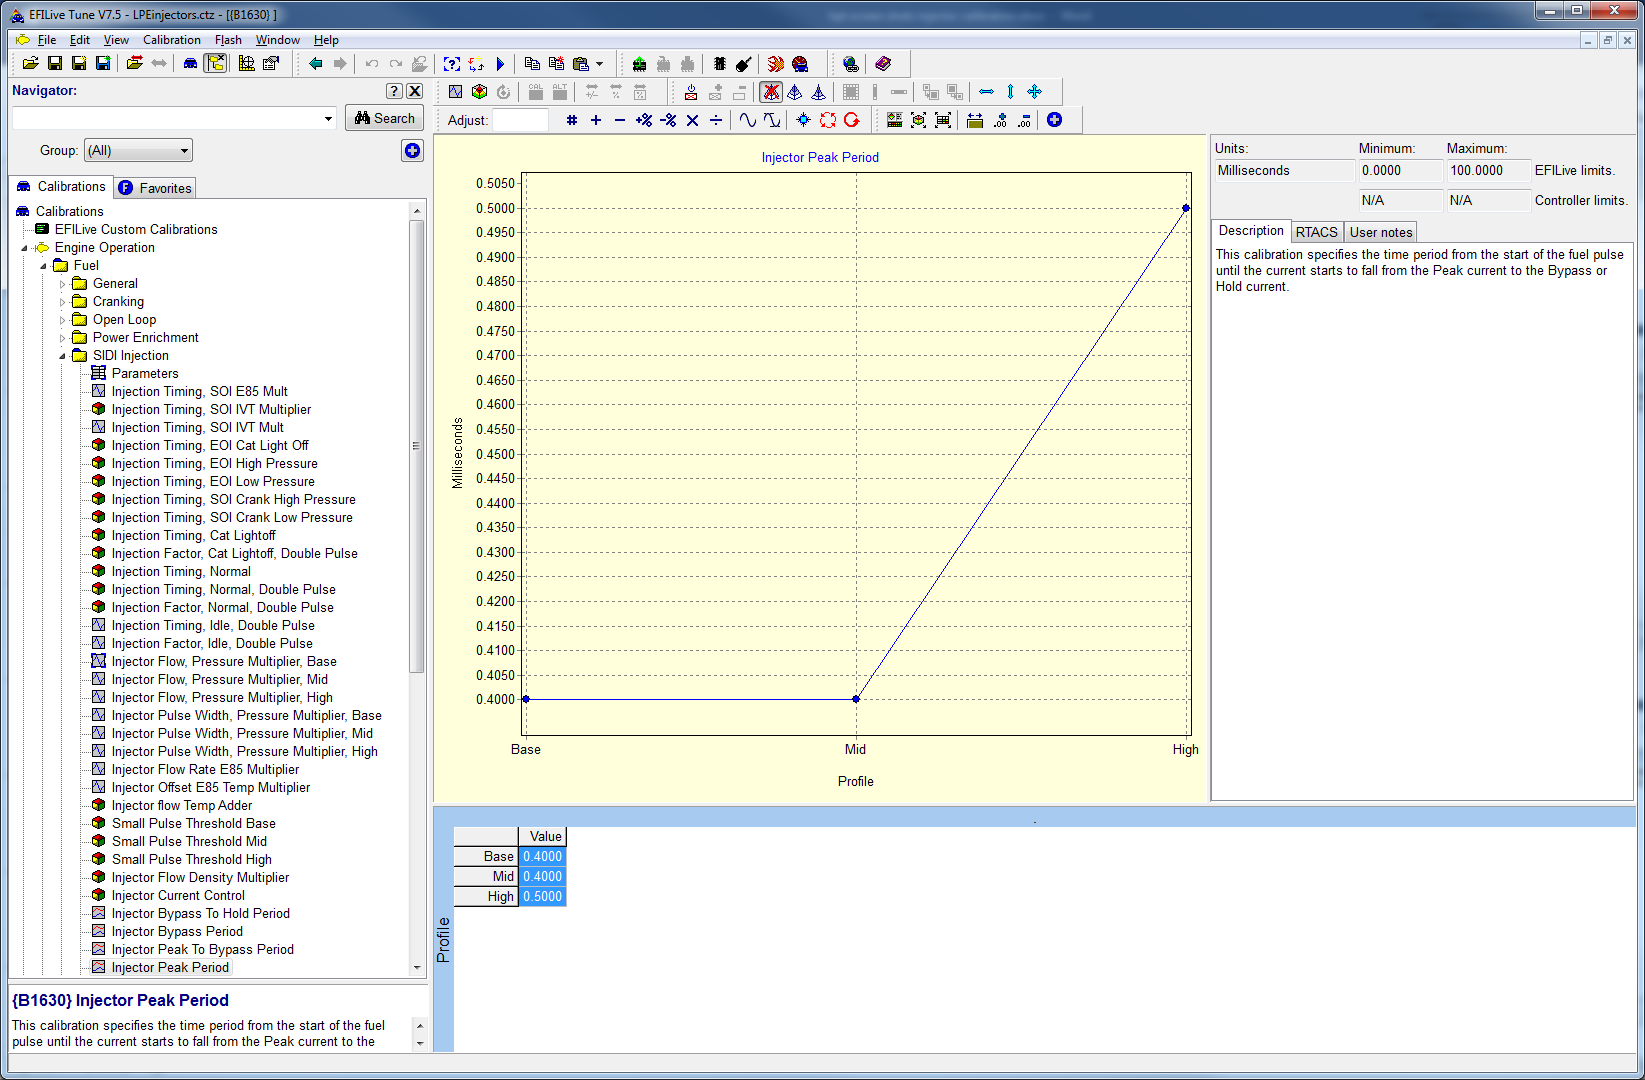 EFILive Tune V7.5 - LPEinjectors.ctz - [{B1630} ]
File Edit View Calibration Flash Window Help
Navigator:
Search
Group: (All)
Calibrations Favorites
Calibrations
EFILive Custom Calibrations
Engine Operation
Fuel
General
Cranking
Open Loop
Power Enrichment
SIDI Injection
Parameters
Injection Timing, SOI E85 Mult
Injection Timing, SOI IVT Multiplier
Injection Timing, SOI IVT Mult
Injection Timing, EOI Cat Light Off
Injection Timing, EOI High Pressure
Injection Timing, EOI Low Pressure
Injection Timing, SOI Crank High Pressure
Injection Timing, SOI Crank Low Pressure
Injection Timing, Cat Lightoff
Injection Factor, Cat Lightoff, Double Pulse
Injection Timing, Normal
Injection Timing, Normal, Double Pulse
Injection Factor, Normal, Double Pulse
Injection Timing, Idle, Double Pulse
Injection Factor, Idle, Double Pulse
Injector Flow, Pressure Multiplier, Base
Injector Flow, Pressure Multiplier, Mid
Injector Flow, Pressure Multiplier, High
Injector Pulse Width, Pressure Multiplier, Base
Injector Pulse Width, Pressure Multiplier, Mid
Injector Pulse Width, Pressure Multiplier, High
Injector Flow Rate E85 Multiplier
Injector Offset E85 Temp Multiplier
Injector flow Temp Adder
Small Pulse Threshold Base
Small Pulse Threshold Mid
Small Pulse Threshold High
Injector Flow Density Multiplier
Injector Current Control
Injector Bypass To Hold Period
Injector Bypass Period
Injector Peak To Bypass Period
Injector Peak Period
{B1630} Injector Peak Period
This calibration specifies the time period from the start of the fuel
pulse until the current starts to fall from the Peak current to the
CAL ALT
Adjust: # + − +% -% × ÷
.00 .00
Injector Peak Period
0.5050
0.5000
0.4950
0.4900
0.4850
0.4800
0.4750
0.4700
0.4650
0.4600
0.4550
0.4500
0.4450
0.4400
0.4350
0.4300
0.4250
0.4200
0.4150
0.4100
0.4050
0.4000
Milliseconds
Base Mid High
Profile
Units: Minimum: Maximum:
Milliseconds 0.0000 100.0000 EFILive limits.
N/A N/A Controller limits.
Description RTACS User notes
This calibration specifies the time period from the start of the fuel pulse
until the current starts to fall from the Peak current to the Bypass or
Hold current.
.
Profile
Value
Base 0.4000
Mid 0.4000
High 0.5000